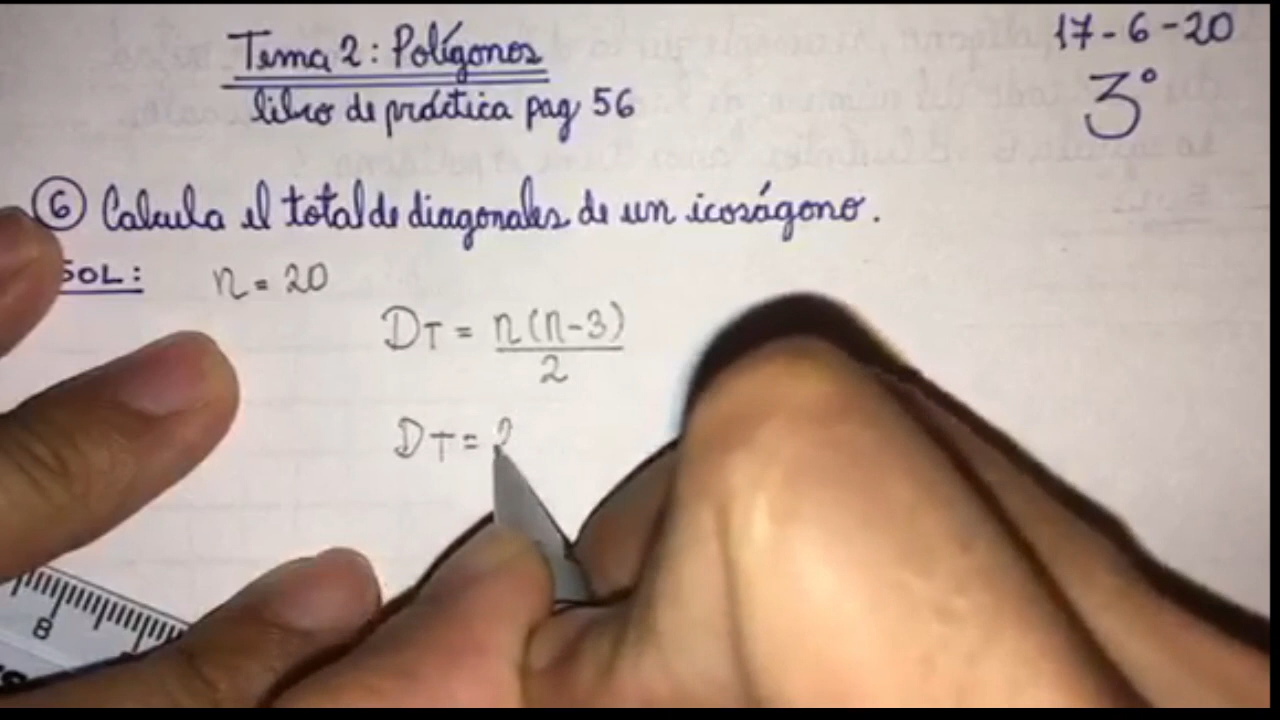 Tema 2: Polígonos
libro de práctica pag 56
17-6-20
3°
6 Calcula el total de diagonales de un icoságono.
SOL: n = 20
DT = n(n-3)
2
DT = 2
8